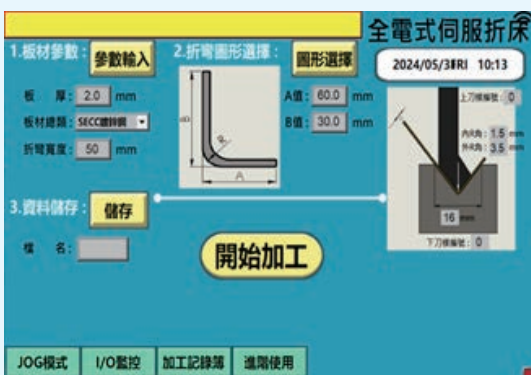 全電式伺服折床
1.板材參數： 參數輸入
2.折彎圖形選擇： 圖形選擇
2024/05/31FRI 10:13
板 厚： 2.0 mm
板材總類： SECC鍍鋅鋼
折彎寬度： 50 mm
A值： 60.0 mm
B值： 30.0 mm
B
R
A
上刀模編號： 0
內R角： 1.5 mm
外R角： 3.5 mm
16 mm
下刀模編號： 0
3.資料儲存： 儲存
檔 名：
開始加工
JOG模式
I/O監控
加工記錄簿
進階使用